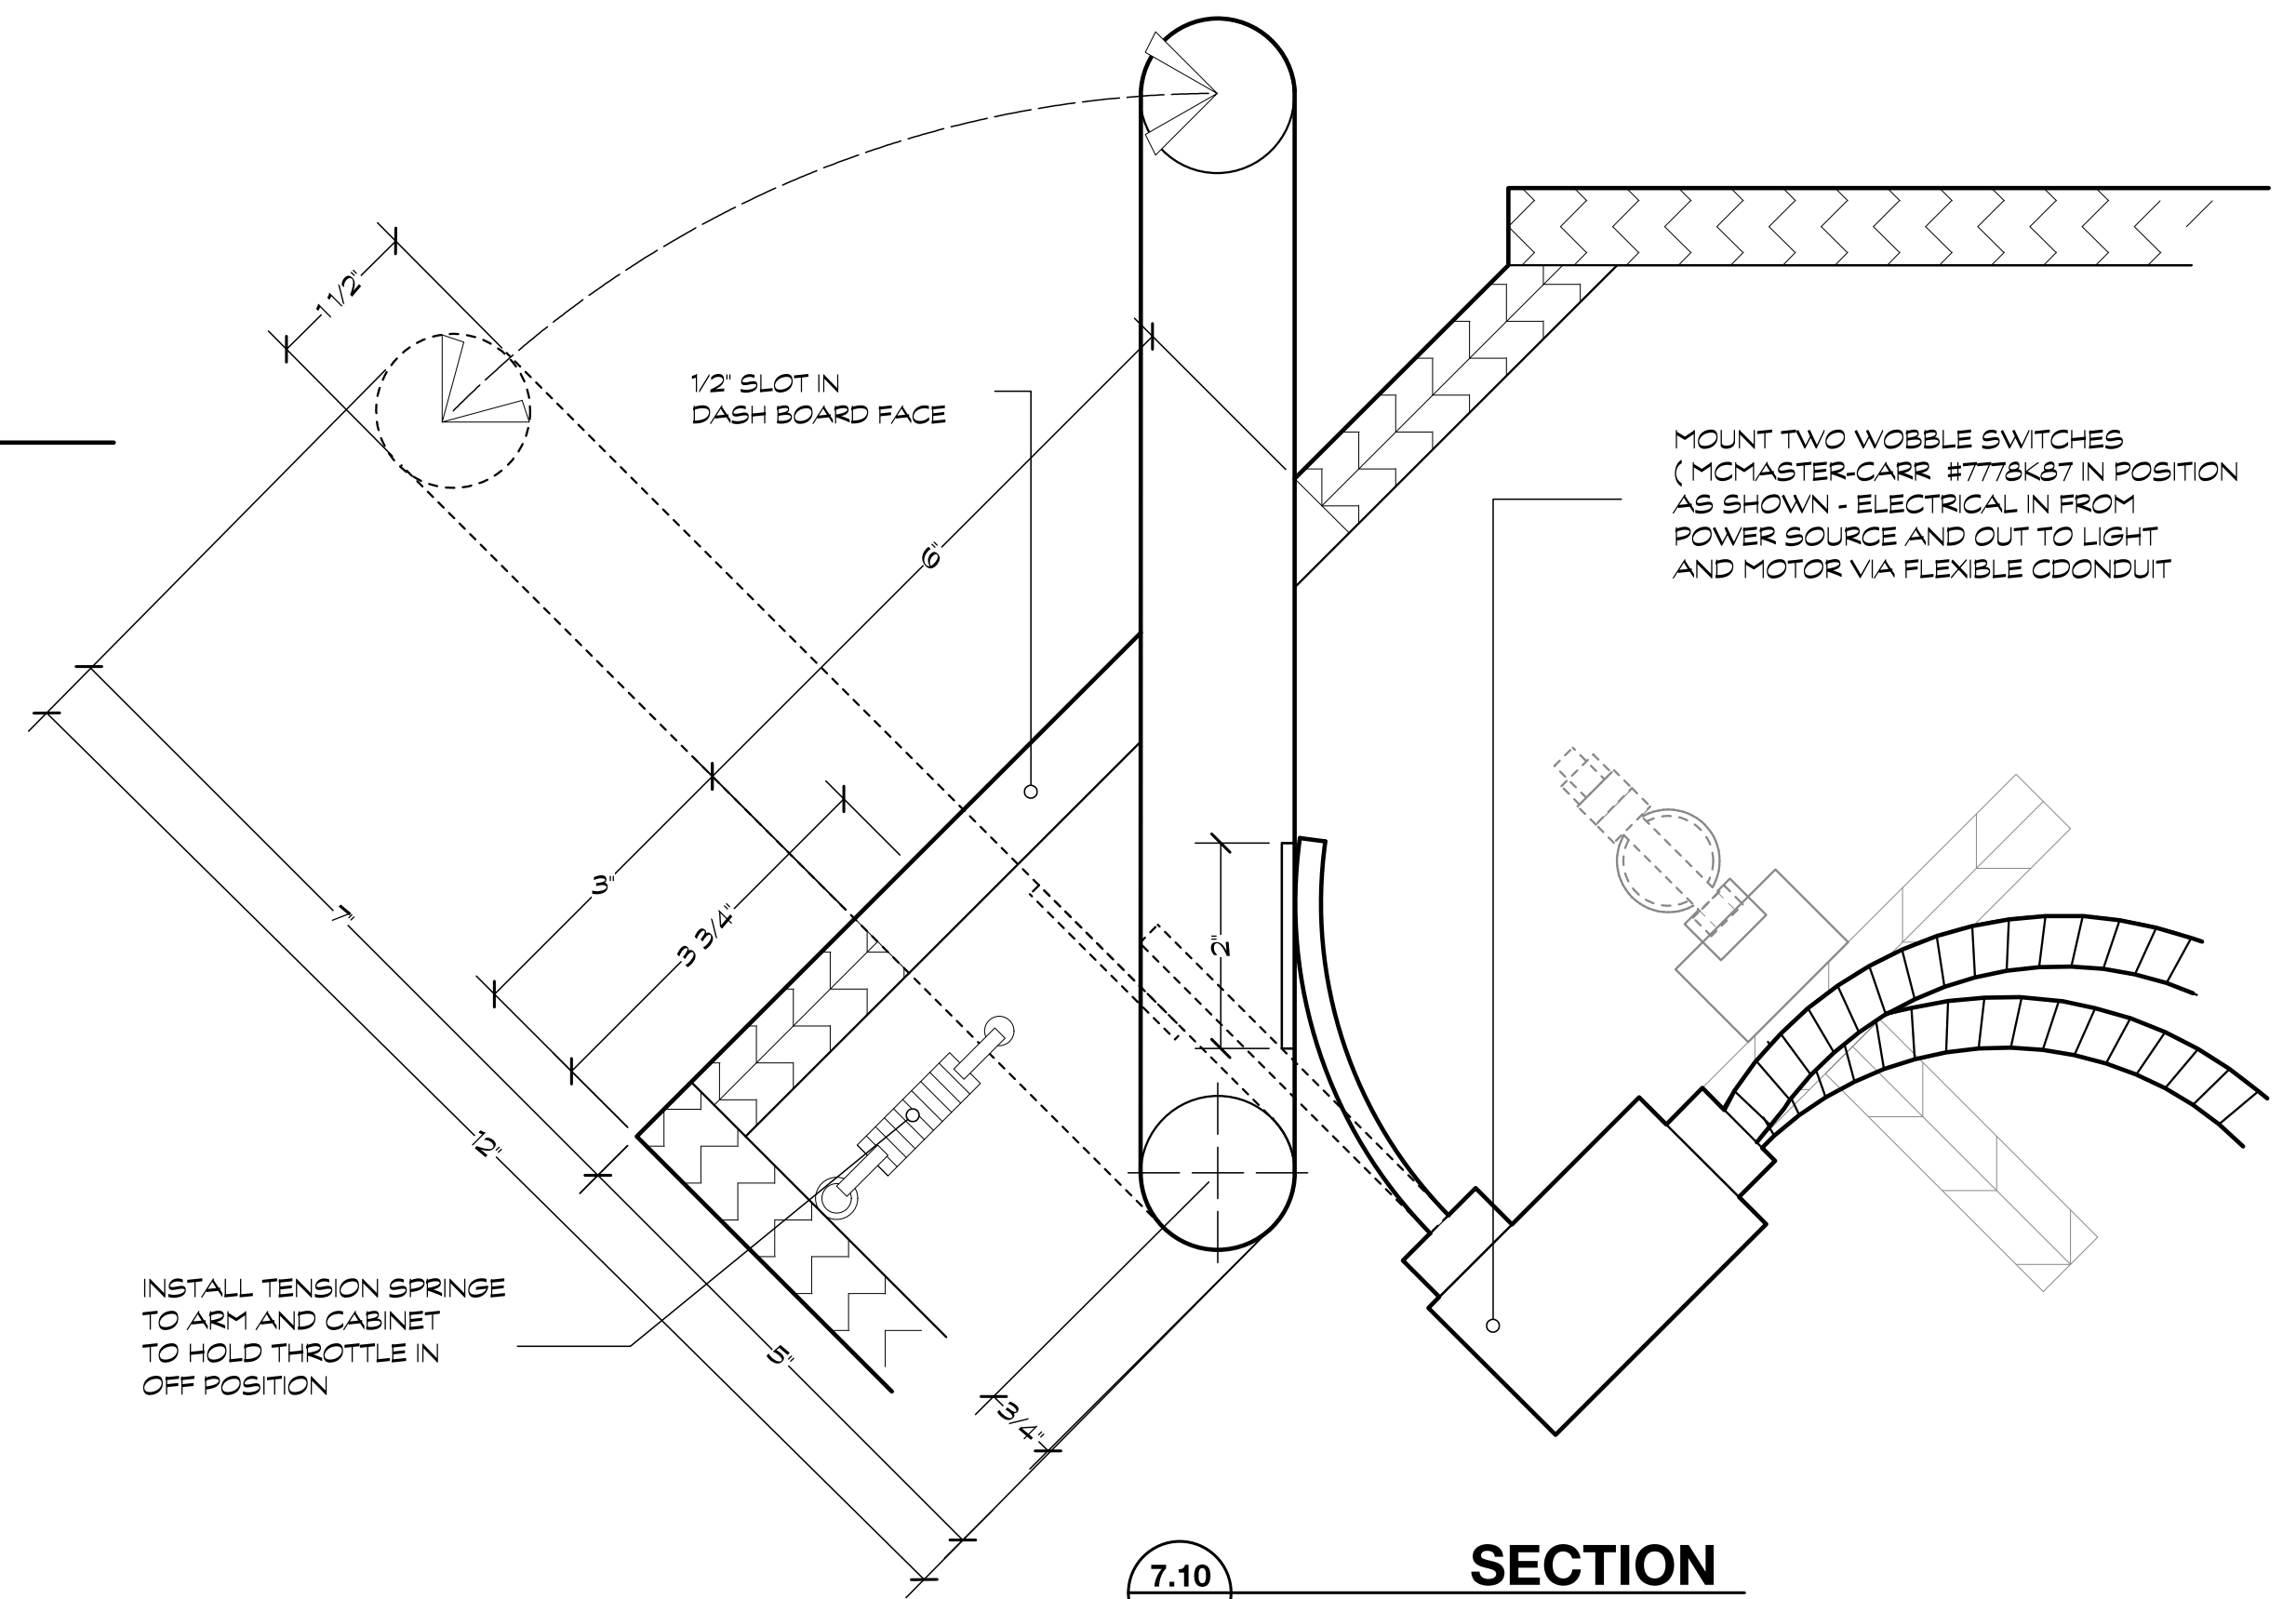 1 1/2"
1/2" SLOT IN
DASH BOARD FACE
MOUNT TWO WOBBLE SWITCHES
( MCMASTER-CARR #7778K87 IN POSITION
AS SHOWN - ELECTRICAL IN FROM
POWER SOURCE AND OUT TO LIGHT
AND MOTOR VIA FLEXIBLE CDONDUIT
6"
3"
7"
3 3/4"
2"
12"
INSTALL TENSION SPRINGE
TO ARM AND CABINET
TO HOLD THROTTLE IN
OFF POSITION
5"
3/4"
7.10
SECTION